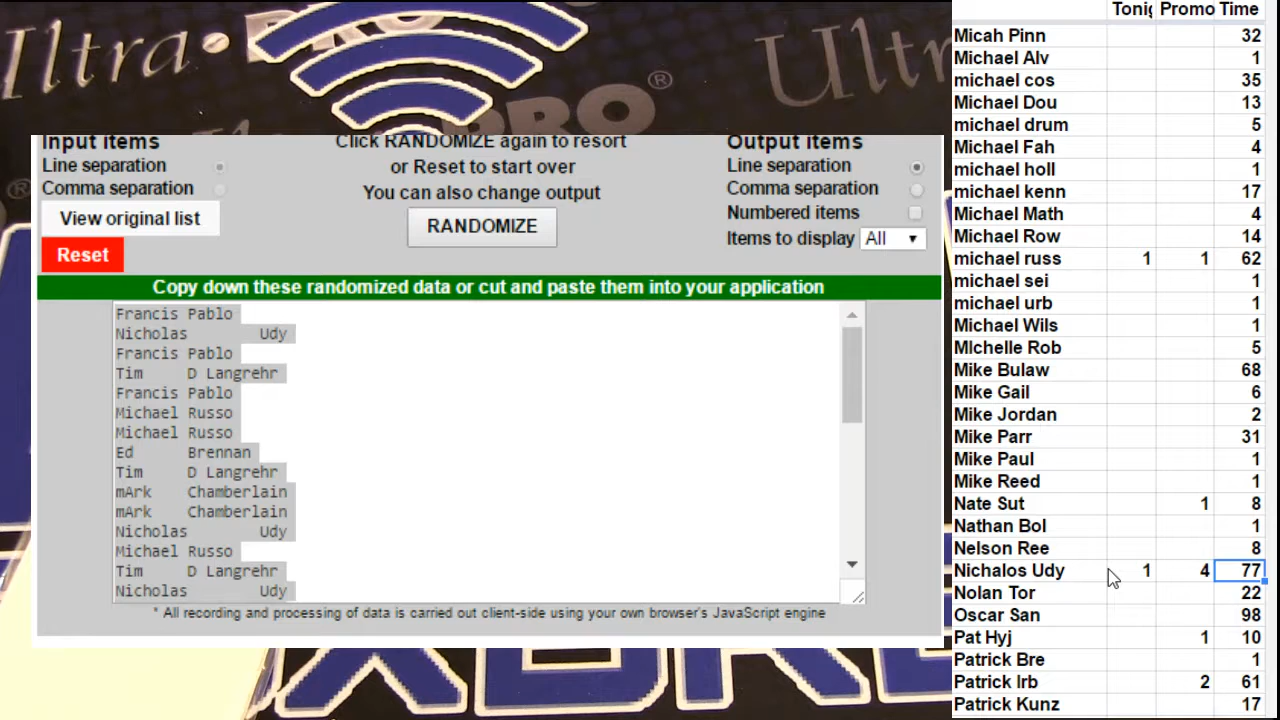 Ultra PRO® Ultr
®
Input Items
Line separation
Comma separation
View original list
Reset
Click RANDOMIZE again to resort
or Reset to start over
You can also change output
RANDOMIZE
Output Items
Line separation
Comma separation
Numbered items
Items to display All
Copy down these randomized data or cut and paste them into your application
Francis Pablo
Nicholas Udy
Francis Pablo
Tim D Langrehr
Francis Pablo
Michael Russo
Michael Russo
Ed Brennan
Tim D Langrehr
mArk Chamberlain
mArk Chamberlain
Nicholas Udy
Michael Russo
Tim D Langrehr
Nicholas Udy
* All recording and processing of data is carried out client-side using your own browser's JavaScript engine
Tonig Promo Time
Micah Pinn 32
Michael Alv 1
michael cos 35
Michael Dou 13
michael drum 5
Michael Fah 4
michael holl 1
michael kenn 17
Michael Math 4
Michael Row 14
michael russ 1 1 62
michael sei 1
michael urb 1
Michael Wils 1
MIchelle Rob 5
Mike Bulaw 68
Mike Gail 6
Mike Jordan 2
Mike Parr 31
Mike Paul 1
Mike Reed 1
Nate Sut 1 8
Nathan Bol 1
Nelson Ree 8
Nichalos Udy 1 4 77
Nolan Tor 22
Oscar San 98
Pat Hyj 1 10
Patrick Bre 1
Patrick Irb 2 61
Patrick Kunz 17